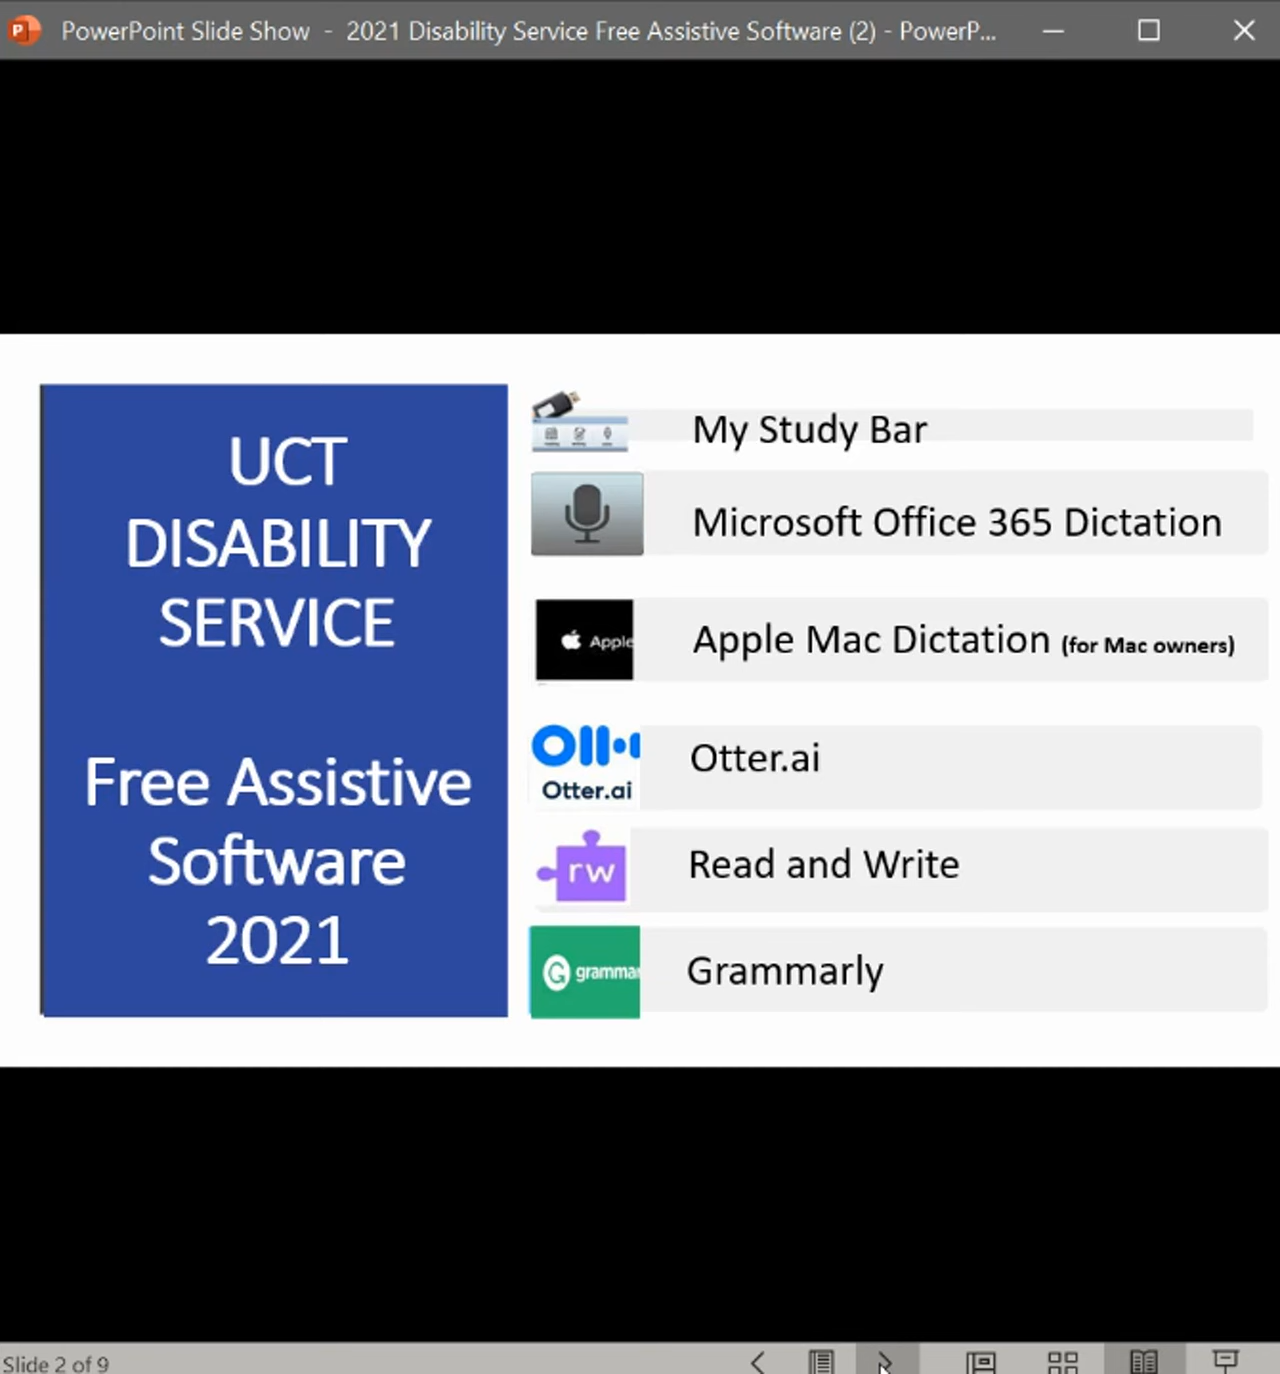 PowerPoint Slide Show - 2021 Disability Service Free Assistive Software (2) - PowerP...
UCT
DISABILITY
SERVICE
Free Assistive
Software
2021
My Study Bar
Microsoft Office 365 Dictation
Apple
Apple Mac Dictation (for Mac owners)
Otter.ai
Otter.ai
rw
Read and Write
gramma
Grammarly
Slide 2 of 9